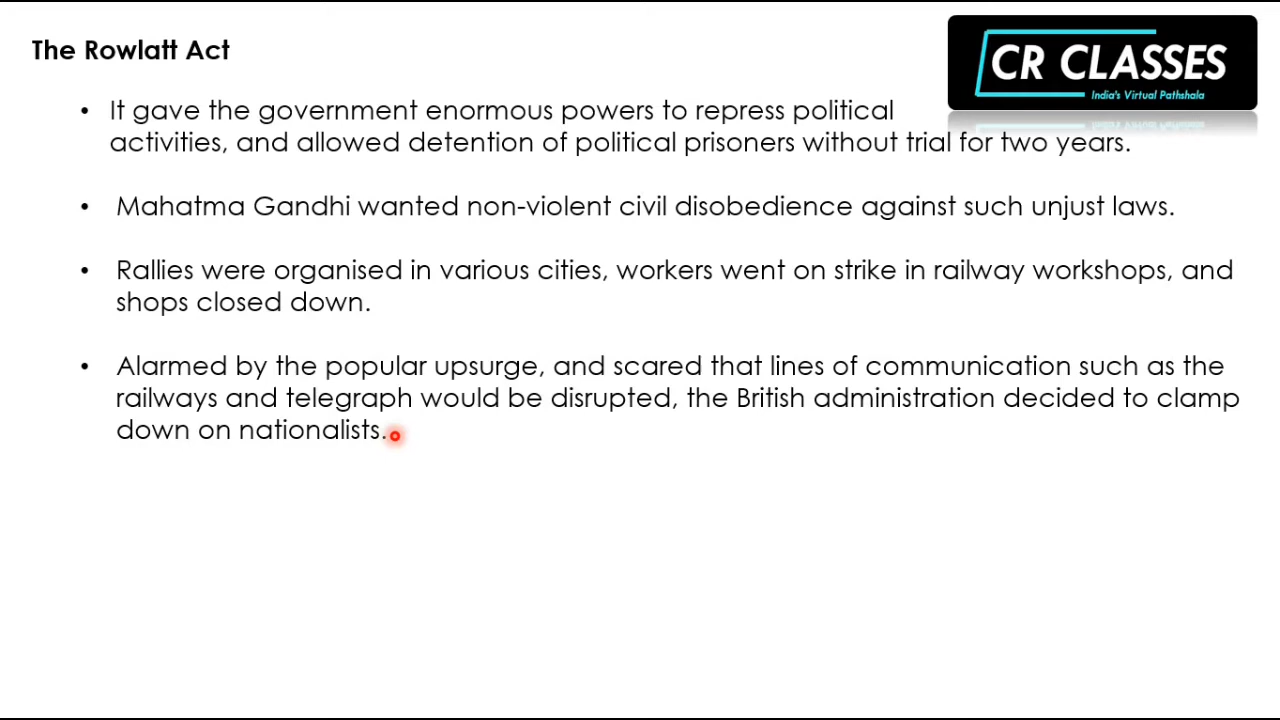 The Rowlatt Act
CR CLASSES
India's Virtual Pathshala
• It gave the government enormous powers to repress political
activities, and allowed detention of political prisoners without trial for two years.
• Mahatma Gandhi wanted non-violent civil disobedience against such unjust laws.
• Rallies were organised in various cities, workers went on strike in railway workshops, and
shops closed down.
• Alarmed by the popular upsurge, and scared that lines of communication such as the
railways and telegraph would be disrupted, the British administration decided to clamp
down on nationalists.